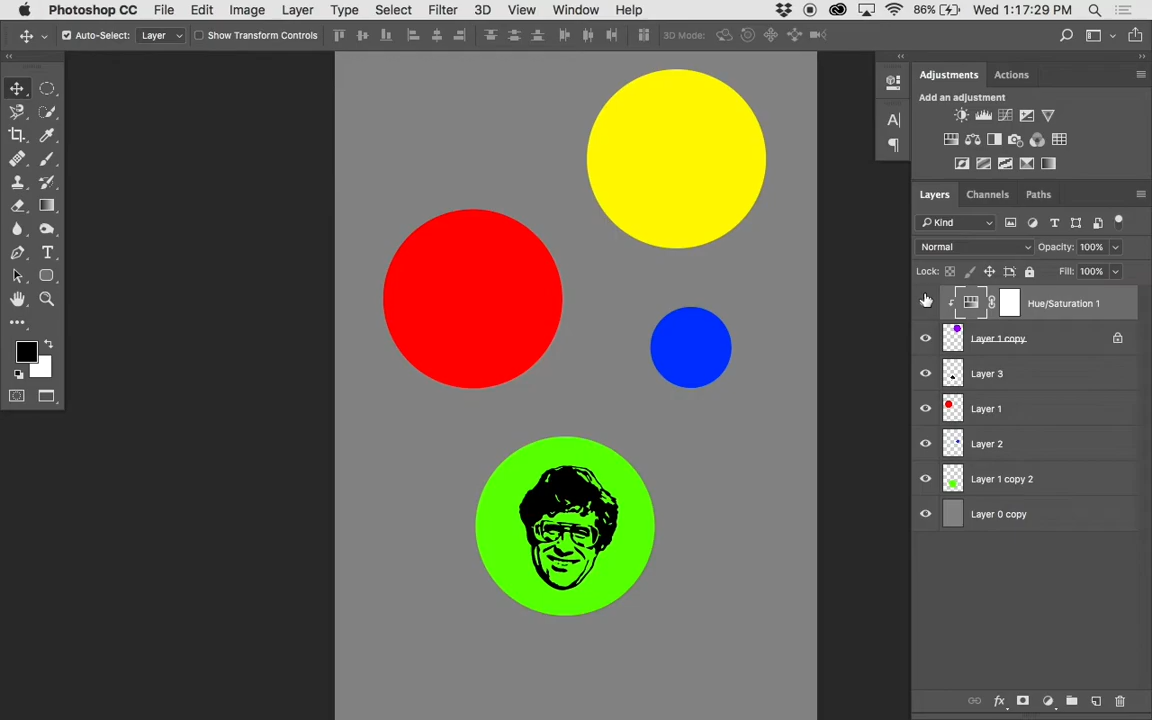 Photoshop CC File Edit Image Layer Type Select Filter 3D View Window Help 86% Wed 1:17:29 PM
Auto-Select: Layer Show Transform Controls 3D Mode:
Adjustments Actions
Add an adjustment
Layers Channels Paths
Kind
Normal Opacity: 100%
Lock: Fill: 100%
Hue/Saturation 1
Layer 1 copy
Layer 3
Layer 1
Layer 2
Layer 1 copy 2
Layer 0 copy